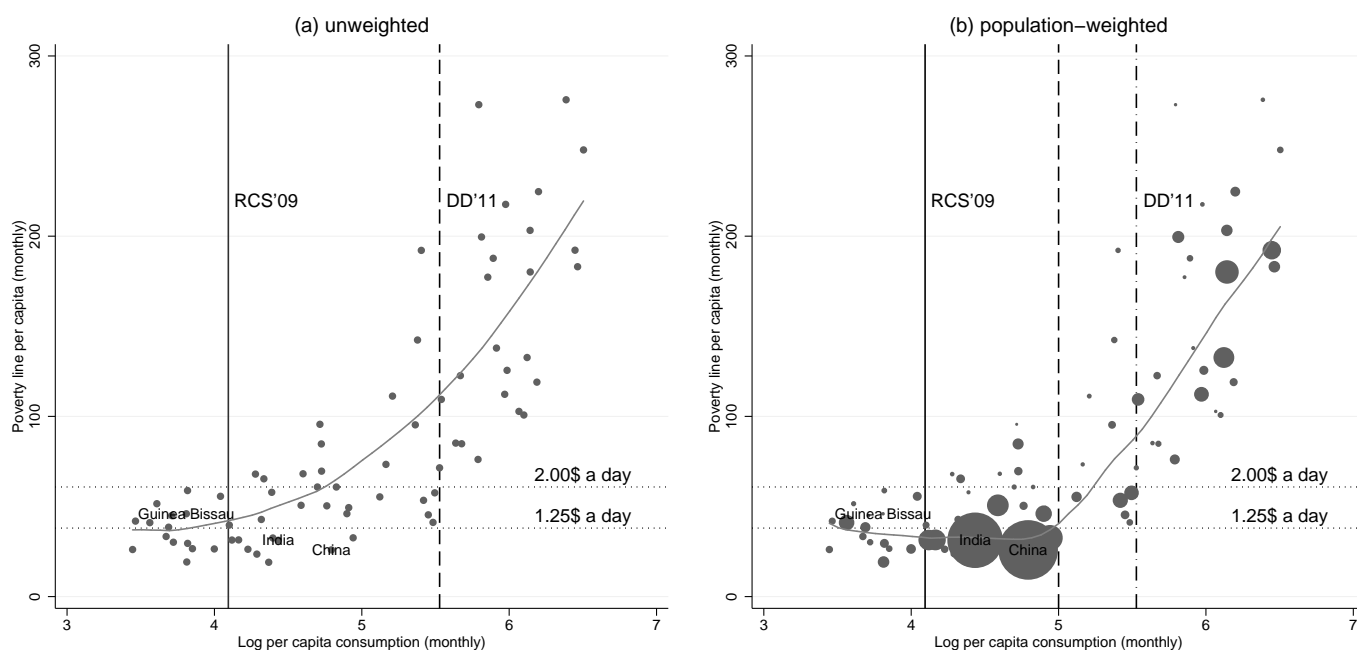 (a) unweighted
Poverty line per capita (monthly)
300
200
100
0
RCS'09
DD'11
2.00$ a day
1.25$ a day
Guinea Bissau
India
China
3 4 5 6 7
Log per capita consumption (monthly)
(b) population−weighted
Poverty line per capita (monthly)
300
200
100
0
RCS'09
DD'11
2.00$ a day
1.25$ a day
Guinea Bissau
India
China
3 4 5 6 7
Log per capita consumption (monthly)